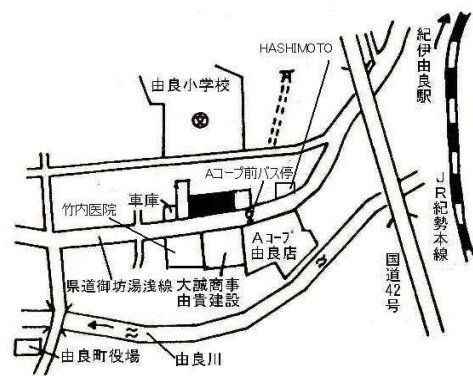 HASHIMOTO
紀伊由良駅
由良小学校
Aコープ前バス停
車庫
竹内医院
JR紀勢本線
Aコープ
由良店
県道御坊湯浅線
大誠商事
由貴建設
国道42号
由良町役場
由良川